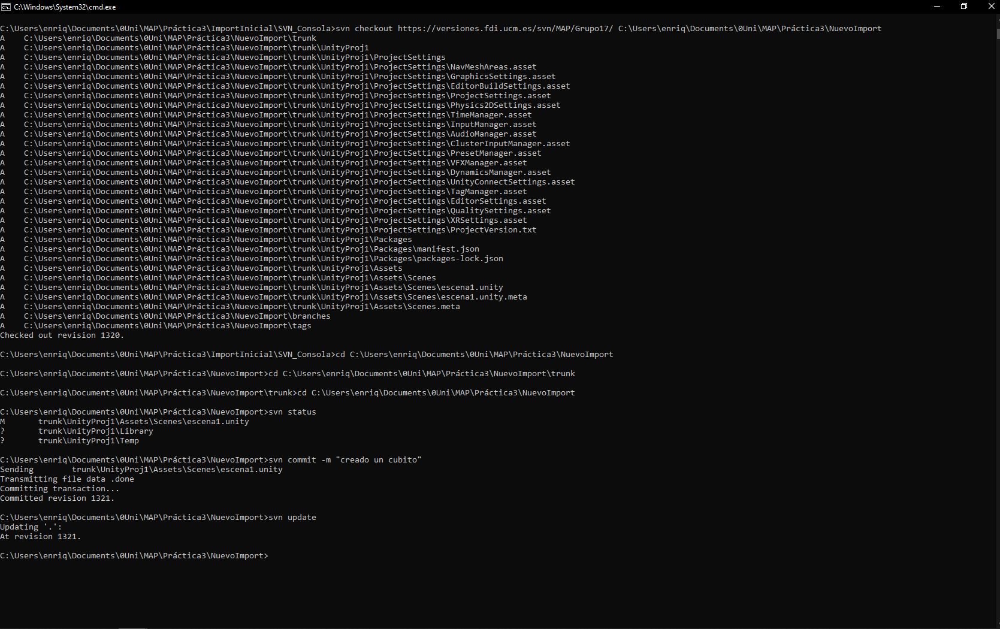 C:\Windows\System32\cmd.exe
C:\Users\enriq\Documents\0Uni\MAP\Práctica3\ImportInicial\SVN_Consola>svn checkout https://versiones.fdi.ucm.es/svn/MAP/Grupo17/ C:\Users\enriq\Documents\0Uni\MAP\Práctica3\NuevoImport
A    C:\Users\enriq\Documents\0Uni\MAP\Práctica3\NuevoImport\trunk
A    C:\Users\enriq\Documents\0Uni\MAP\Práctica3\NuevoImport\trunk\UnityProj1
A    C:\Users\enriq\Documents\0Uni\MAP\Práctica3\NuevoImport\trunk\UnityProj1\ProjectSettings
A    C:\Users\enriq\Documents\0Uni\MAP\Práctica3\NuevoImport\trunk\UnityProj1\ProjectSettings\NavMeshAreas.asset
A    C:\Users\enriq\Documents\0Uni\MAP\Práctica3\NuevoImport\trunk\UnityProj1\ProjectSettings\GraphicsSettings.asset
A    C:\Users\enriq\Documents\0Uni\MAP\Práctica3\NuevoImport\trunk\UnityProj1\ProjectSettings\EditorBuildSettings.asset
A    C:\Users\enriq\Documents\0Uni\MAP\Práctica3\NuevoImport\trunk\UnityProj1\ProjectSettings\ProjectSettings.asset
A    C:\Users\enriq\Documents\0Uni\MAP\Práctica3\NuevoImport\trunk\UnityProj1\ProjectSettings\Physics2DSettings.asset
A    C:\Users\enriq\Documents\0Uni\MAP\Práctica3\NuevoImport\trunk\UnityProj1\ProjectSettings\TimeManager.asset
A    C:\Users\enriq\Documents\0Uni\MAP\Práctica3\NuevoImport\trunk\UnityProj1\ProjectSettings\InputManager.asset
A    C:\Users\enriq\Documents\0Uni\MAP\Práctica3\NuevoImport\trunk\UnityProj1\ProjectSettings\AudioManager.asset
A    C:\Users\enriq\Documents\0Uni\MAP\Práctica3\NuevoImport\trunk\UnityProj1\ProjectSettings\ClusterInputManager.asset
A    C:\Users\enriq\Documents\0Uni\MAP\Práctica3\NuevoImport\trunk\UnityProj1\ProjectSettings\PresetManager.asset
A    C:\Users\enriq\Documents\0Uni\MAP\Práctica3\NuevoImport\trunk\UnityProj1\ProjectSettings\VFXManager.asset
A    C:\Users\enriq\Documents\0Uni\MAP\Práctica3\NuevoImport\trunk\UnityProj1\ProjectSettings\DynamicsManager.asset
A    C:\Users\enriq\Documents\0Uni\MAP\Práctica3\NuevoImport\trunk\UnityProj1\ProjectSettings\UnityConnectSettings.asset
A    C:\Users\enriq\Documents\0Uni\MAP\Práctica3\NuevoImport\trunk\UnityProj1\ProjectSettings\TagManager.asset
A    C:\Users\enriq\Documents\0Uni\MAP\Práctica3\NuevoImport\trunk\UnityProj1\ProjectSettings\EditorSettings.asset
A    C:\Users\enriq\Documents\0Uni\MAP\Práctica3\NuevoImport\trunk\UnityProj1\ProjectSettings\QualitySettings.asset
A    C:\Users\enriq\Documents\0Uni\MAP\Práctica3\NuevoImport\trunk\UnityProj1\ProjectSettings\XRSettings.asset
A    C:\Users\enriq\Documents\0Uni\MAP\Práctica3\NuevoImport\trunk\UnityProj1\ProjectSettings\ProjectVersion.txt
A    C:\Users\enriq\Documents\0Uni\MAP\Práctica3\NuevoImport\trunk\UnityProj1\Packages
A    C:\Users\enriq\Documents\0Uni\MAP\Práctica3\NuevoImport\trunk\UnityProj1\Packages\manifest.json
A    C:\Users\enriq\Documents\0Uni\MAP\Práctica3\NuevoImport\trunk\UnityProj1\Packages\packages-lock.json
A    C:\Users\enriq\Documents\0Uni\MAP\Práctica3\NuevoImport\trunk\UnityProj1\Assets
A    C:\Users\enriq\Documents\0Uni\MAP\Práctica3\NuevoImport\trunk\UnityProj1\Assets\Scenes
A    C:\Users\enriq\Documents\0Uni\MAP\Práctica3\NuevoImport\trunk\UnityProj1\Assets\Scenes\escena1.unity
A    C:\Users\enriq\Documents\0Uni\MAP\Práctica3\NuevoImport\trunk\UnityProj1\Assets\Scenes\escena1.unity.meta
A    C:\Users\enriq\Documents\0Uni\MAP\Práctica3\NuevoImport\trunk\UnityProj1\Assets\Scenes.meta
A    C:\Users\enriq\Documents\0Uni\MAP\Práctica3\NuevoImport\branches
A    C:\Users\enriq\Documents\0Uni\MAP\Práctica3\NuevoImport\tags
Checked out revision 1320.
C:\Users\enriq\Documents\0Uni\MAP\Práctica3\ImportInicial\SVN_Consola>cd C:\Users\enriq\Documents\0Uni\MAP\Práctica3\NuevoImport
C:\Users\enriq\Documents\0Uni\MAP\Práctica3\NuevoImport>cd C:\Users\enriq\Documents\0Uni\MAP\Práctica3\NuevoImport\trunk
C:\Users\enriq\Documents\0Uni\MAP\Práctica3\NuevoImport\trunk>cd C:\Users\enriq\Documents\0Uni\MAP\Práctica3\NuevoImport
C:\Users\enriq\Documents\0Uni\MAP\Práctica3\NuevoImport>svn status
M       trunk\UnityProj1\Assets\Scenes\escena1.unity
?       trunk\UnityProj1\Library
?       trunk\UnityProj1\Temp
C:\Users\enriq\Documents\0Uni\MAP\Práctica3\NuevoImport>svn commit -m "creado un cubito"
Sending        trunk\UnityProj1\Assets\Scenes\escena1.unity
Transmitting file data .done
Committing transaction...
Committed revision 1321.
C:\Users\enriq\Documents\0Uni\MAP\Práctica3\NuevoImport>svn update
Updating '.':
At revision 1321.
C:\Users\enriq\Documents\0Uni\MAP\Práctica3\NuevoImport>